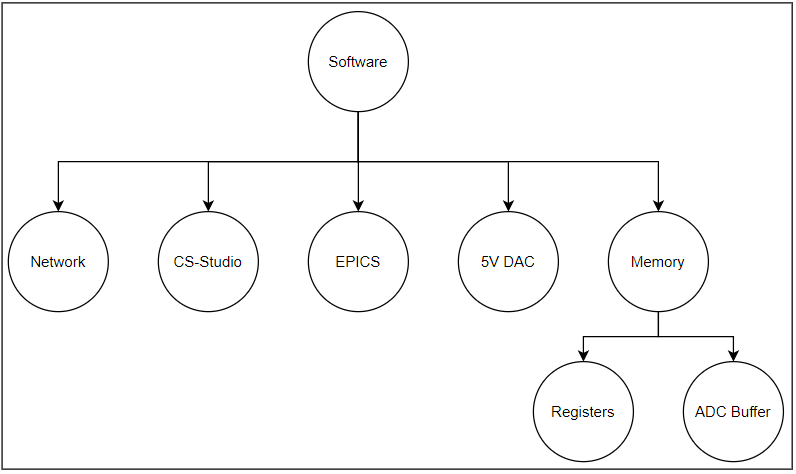 Software
Network
CS-Studio
EPICS
5V DAC
Memory
Registers
ADC Buffer